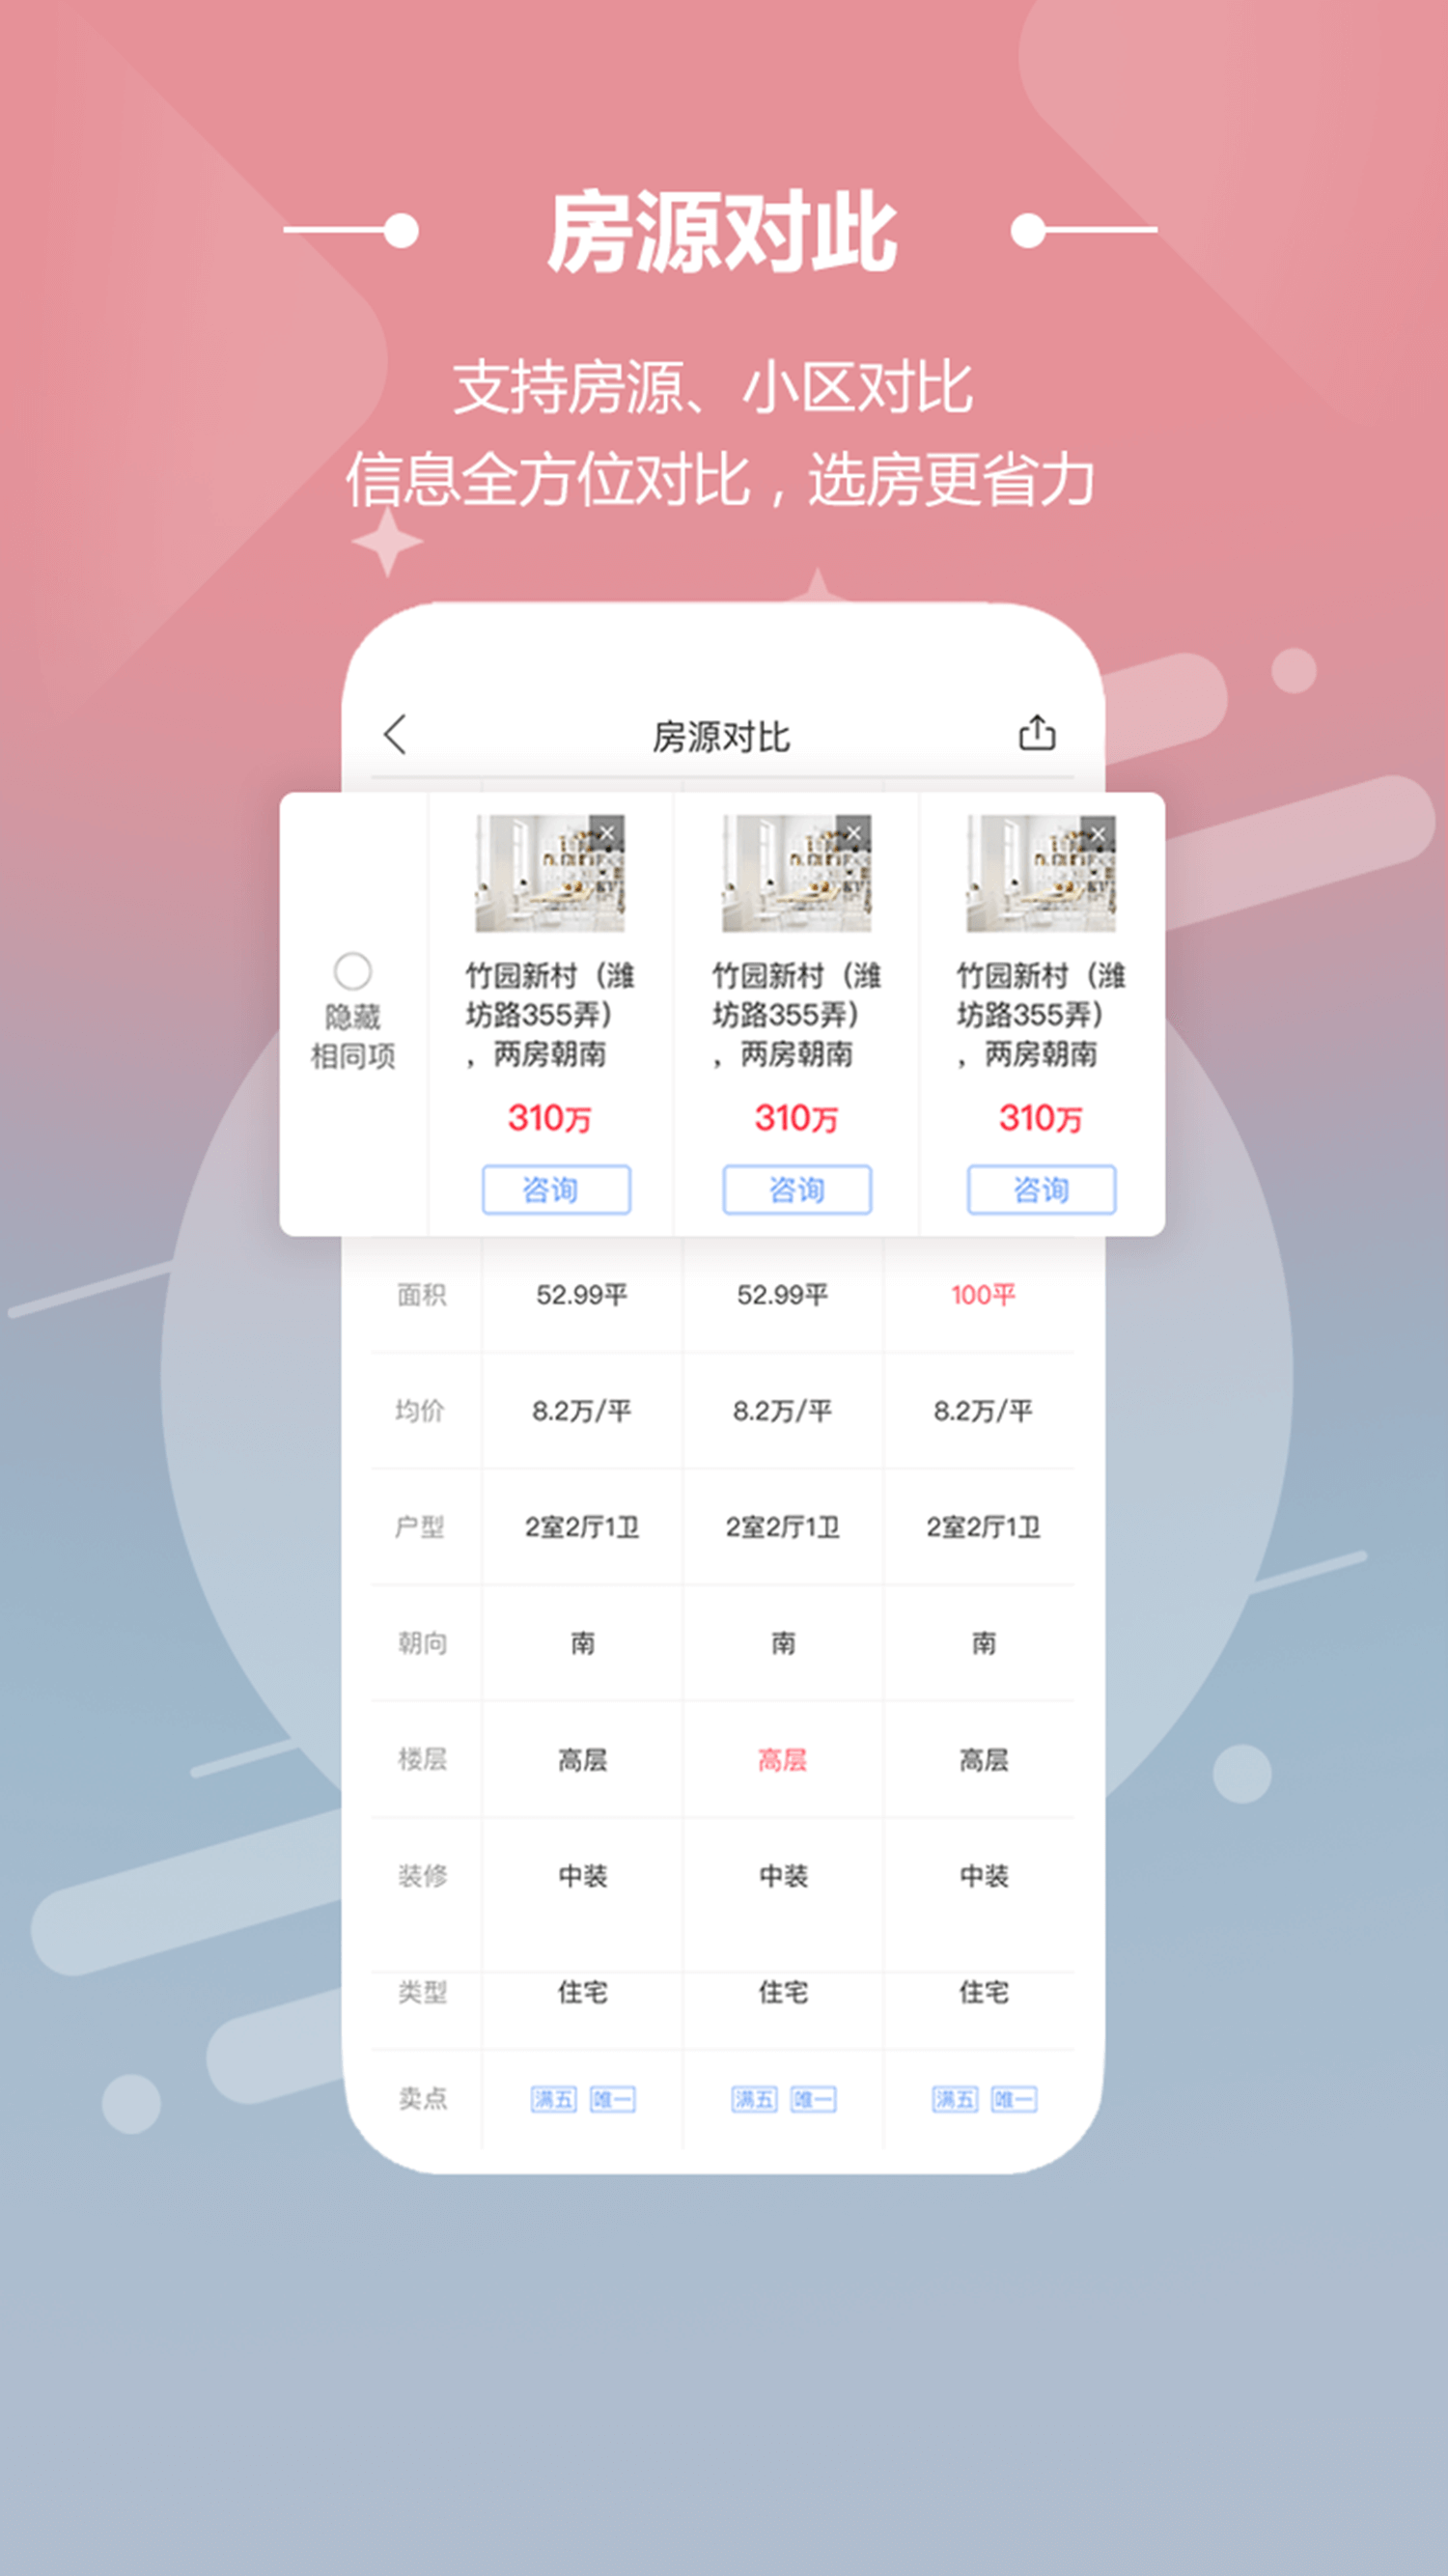 房源对此
支持房源、小区对比
信息全方位对比，选房更省力
房源对比
隐藏
相同项
竹园新村（潍
坊路355弄）
，两房朝南
310万
咨询
竹园新村（潍
坊路355弄）
，两房朝南
310万
咨询
竹园新村（潍
坊路355弄）
，两房朝南
310万
咨询
面积 52.99平 52.99平 100平
均价 8.2万/平 8.2万/平 8.2万/平
户型 2室2厅1卫 2室2厅1卫 2室2厅1卫
朝向 南 南 南
楼层 高层 高层 高层
装修 中装 中装 中装
类型 住宅 住宅 住宅
卖点 满五 唯一 满五 唯一 满五 唯一